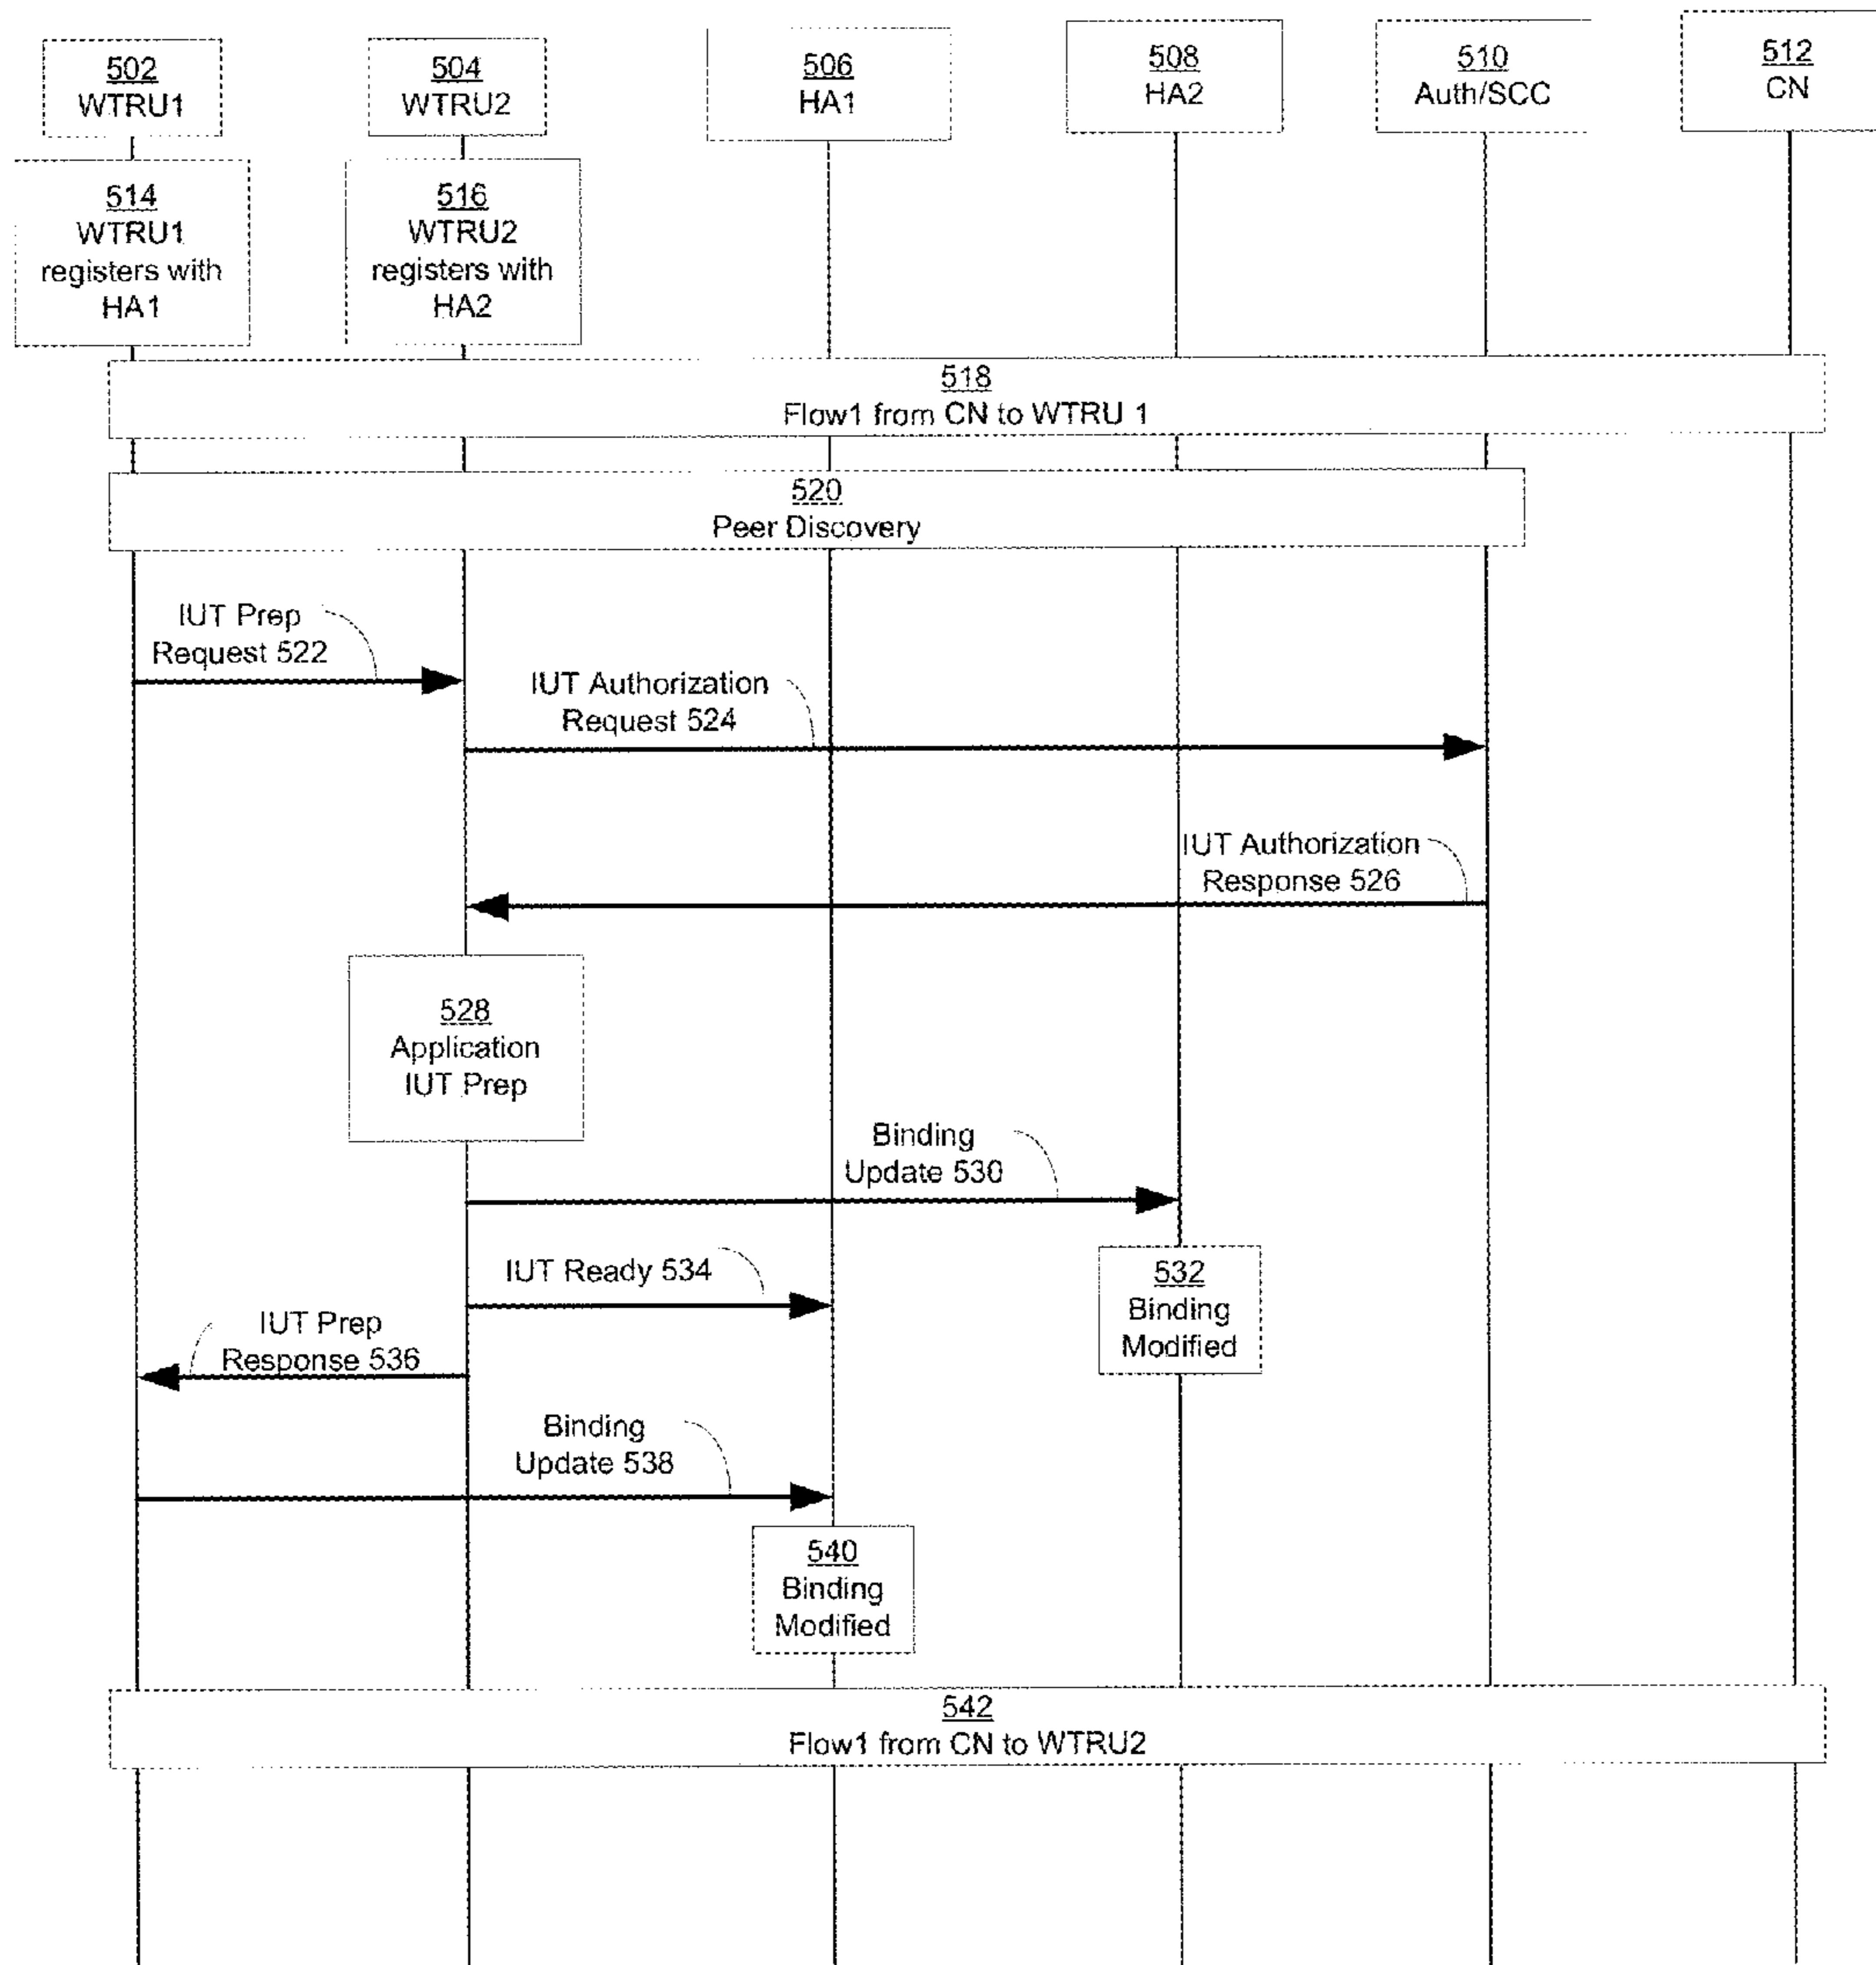 502
WTRU1
504
WTRU2
506
HA1
508
HA2
510
Auth/SCC
512
CN
514
WTRU1
registers with
HA1
516
WTRU2
registers with
HA2
518
Flow1 from CN to WTRU 1
520
Peer Discovery
IUT Prep
Request 522
IUT Authorization
Request 524
IUT Authorization
Response 526
528
Application
IUT Prep
Binding
Update 530
IUT Ready 534
532
Binding
Modified
IUT Prep
Response 536
Binding
Update 538
540
Binding
Modified
542
Flow1 from CN to WTRU2